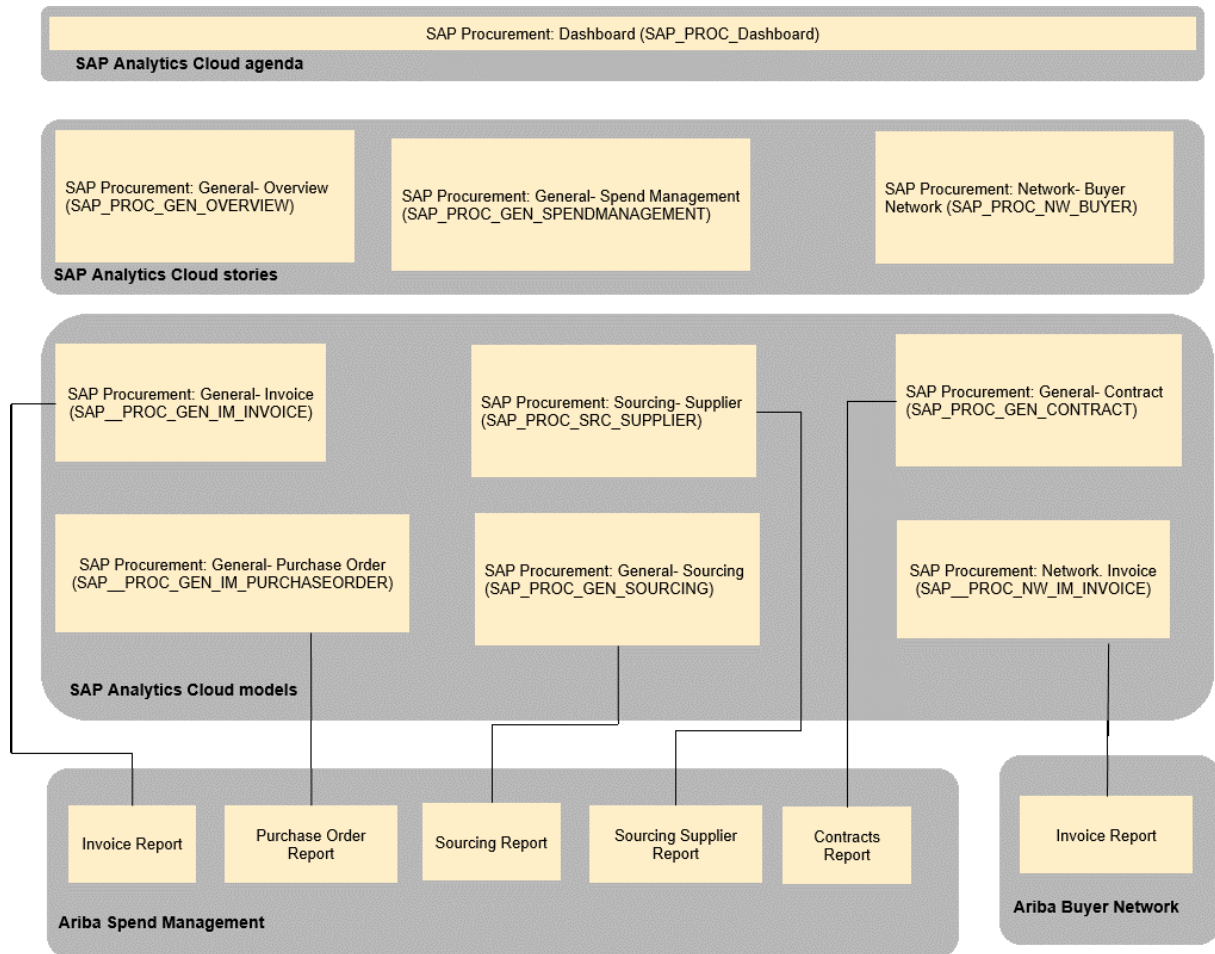 SAP Procurement: Dashboard (SAP_PROC_Dashboard)
SAP Analytics Cloud agenda
SAP Procurement: General- Overview
(SAP_PROC_GEN_OVERVIEW)
SAP Procurement: General- Spend Management
(SAP_PROC_GEN_SPENDMANAGEMENT)
SAP Procurement: Network- Buyer
Network (SAP_PROC_NW_BUYER)
SAP Analytics Cloud stories
SAP Procurement: General- Invoice
(SAP__PROC_GEN_IM_INVOICE)
SAP Procurement: Sourcing- Supplier
(SAP_PROC_SRC_SUPPLIER)
SAP Procurement: General- Contract
(SAP_PROC_GEN_CONTRACT)
SAP Procurement: General- Purchase Order
(SAP__PROC_GEN_IM_PURCHASEORDER)
SAP Procurement: General- Sourcing
(SAP_PROC_GEN_SOURCING)
SAP Procurement: Network. Invoice
(SAP__PROC_NW_IM_INVOICE)
SAP Analytics Cloud models
Invoice Report
Purchase Order
Report
Sourcing Report
Sourcing Supplier
Report
Contracts
Report
Ariba Spend Management
Invoice Report
Ariba Buyer Network